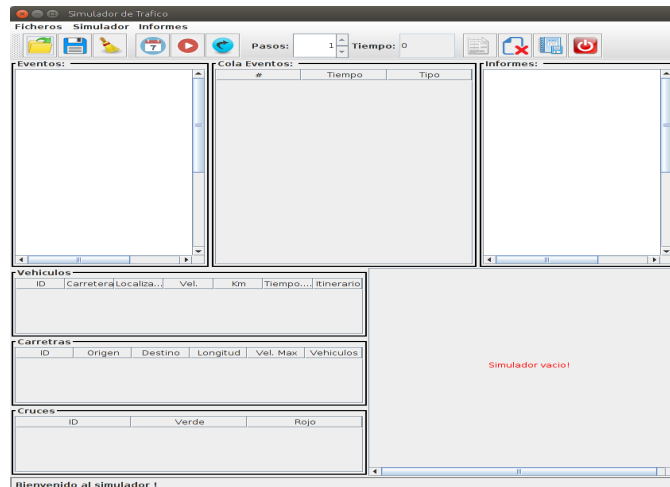 Simulador de Trafico
Ficheros Simulador Informes
7 Pasos: 1 Tiempo: 0
Eventos: Cola Eventos: Informes:
# Tiempo Tipo
Vehiculos
ID Carretera Localiza... Vel. Km Tiempo.... Itinerario
Carretras
ID Origen Destino Longitud Vel. Max Vehiculos
Simulador vacio!
Cruces
ID Verde Rojo
Bienvenido al simulador !